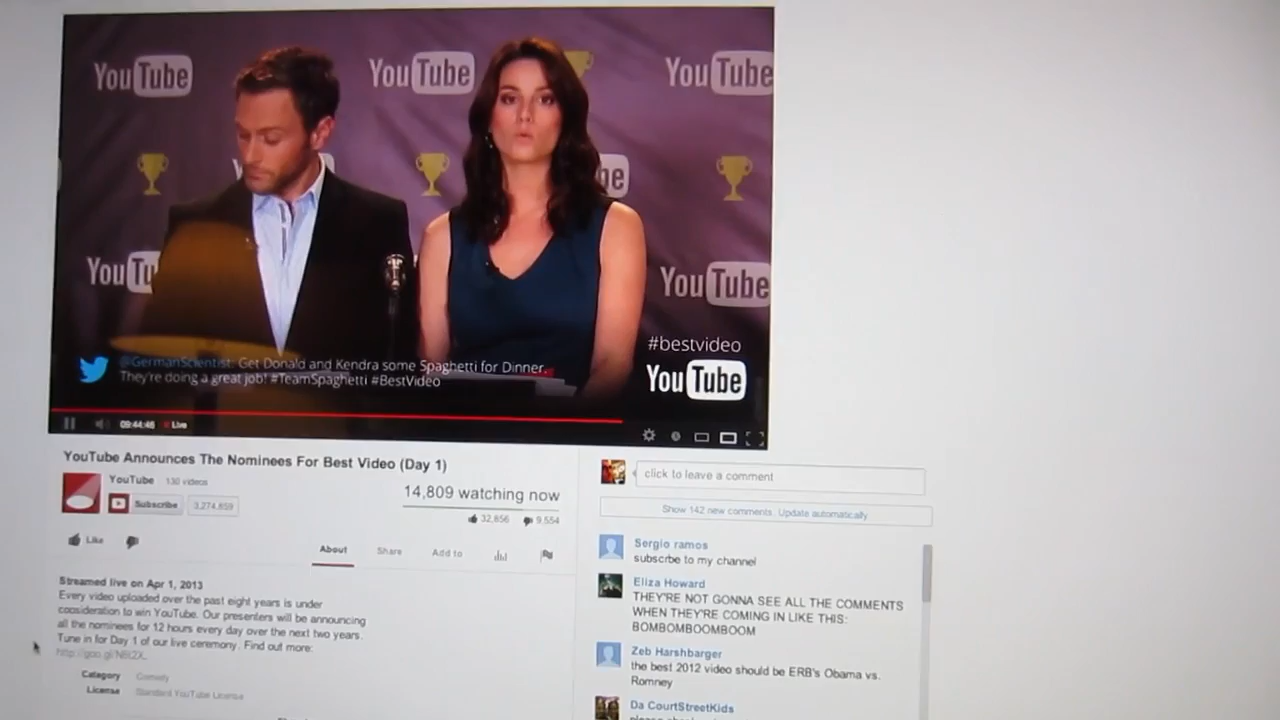 YouTube YouTube YouTube
be
YouTu YouTube
#bestvideo
@GermanScientist: Get Donald and Kendra some Spaghetti for Dinner.
They're doing a great job! #TeamSpaghetti #BestVideo
YouTube
09:44:46 Live
YouTube Announces The Nominees For Best Video (Day 1)
YouTube 130 videos
Subscribe 3,274,859
14,809 watching now
32,656 9,554
Like
About Share Add to
Streamed live on Apr 1, 2013
Every video uploaded over the past eight years is under
consideration to win YouTube. Our presenters will be announcing
all the nominees for 12 hours every day over the next two years.
Tune in for Day 1 of our live ceremony. Find out more:
Category Comedy
License Standard YouTube License
click to leave a comment
Show 142 new comments. Update automatically
Sergio ramos
subscrbe to my channel
Eliza Howard
THEY'RE NOT GONNA SEE ALL THE COMMENTS
WHEN THEY'RE COMING IN LIKE THIS:
BOMBOMBOOMBOOM
Zeb Harshbarger
the best 2012 video should be ERB's Obama vs.
Romney
Da CourtStreetKids